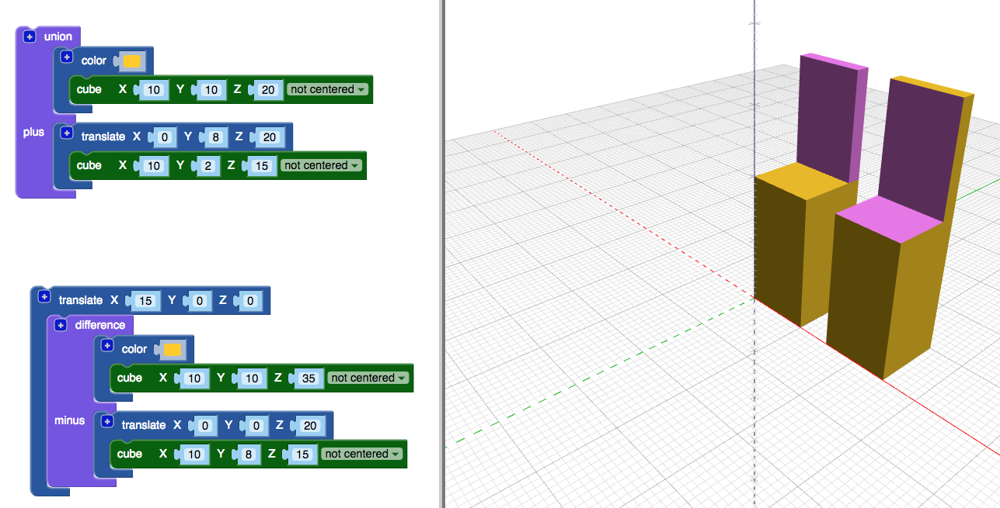 + union
+ color
cube X 10 Y 10 Z 20 not centered
plus + translate X 0 Y 8 Z 20
cube X 10 Y 2 Z 15 not centered
+ translate X 15 Y 0 Z 0
+ difference
+ color
cube X 10 Y 10 Z 35 not centered
minus + translate X 0 Y 0 Z 20
cube X 10 Y 8 Z 15 not centered